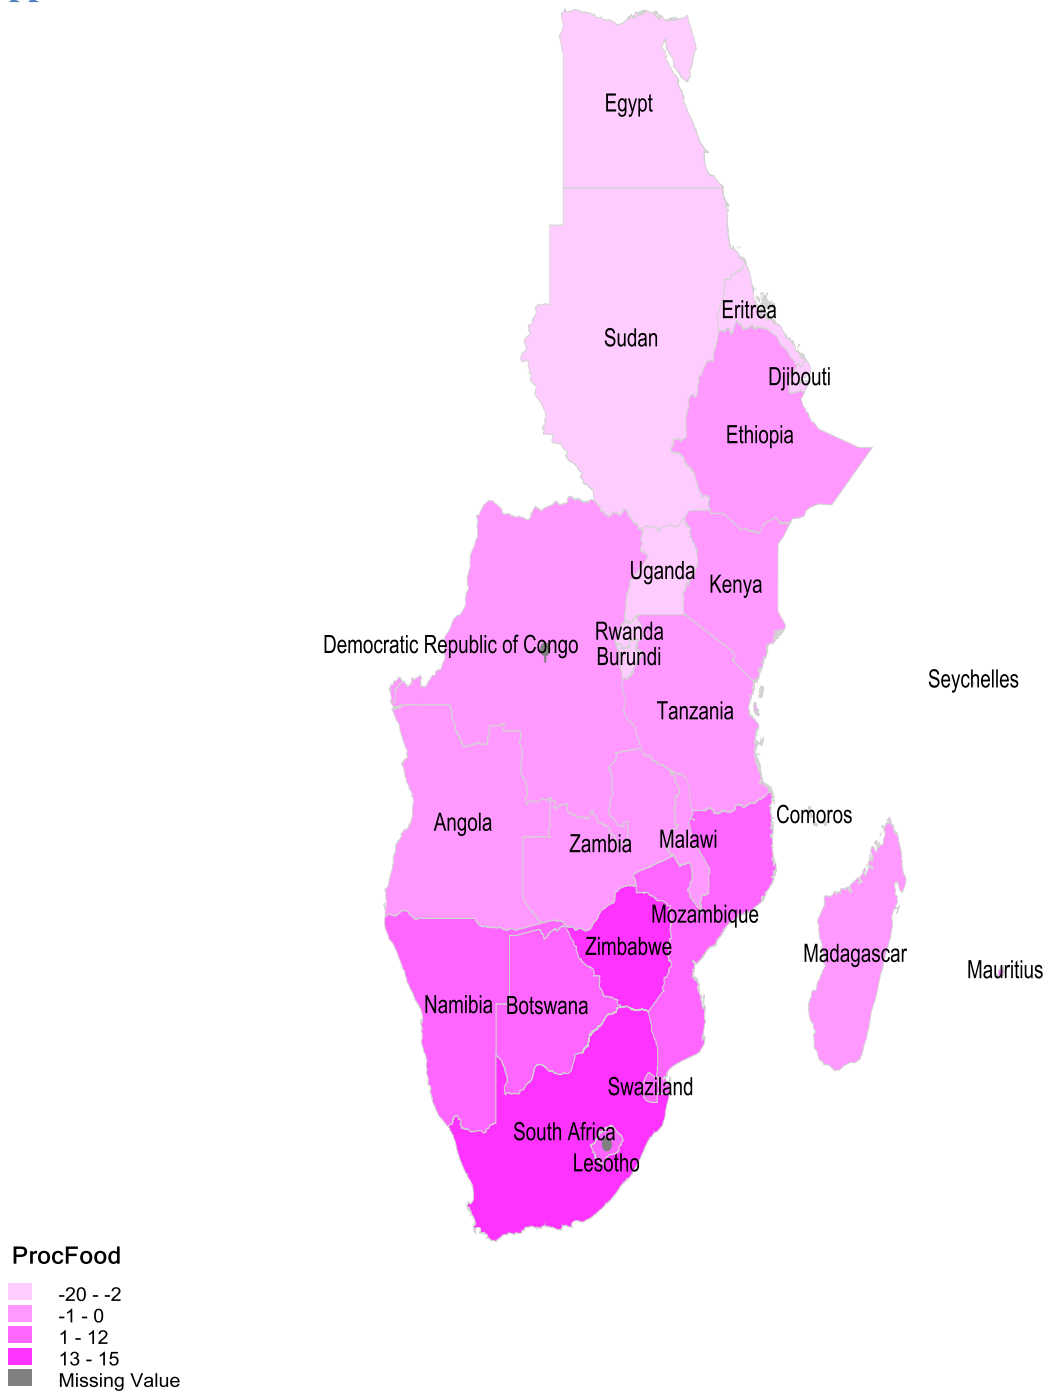 Egypt
Eritrea
Sudan
Djibouti
Ethiopia
Uganda
Kenya
Rwanda
Democratic Republic of Congo
Burundi
Seychelles
Tanzania
Comoros
Angola
Malawi
Zambia
Mozambique
Zimbabwe
Madagascar
Mauritius
Namibia
Botswana
Swaziland
South Africa
Lesotho
ProcFood
-20 - -2
-1 - 0
1 - 12
13 - 15
Missing Value